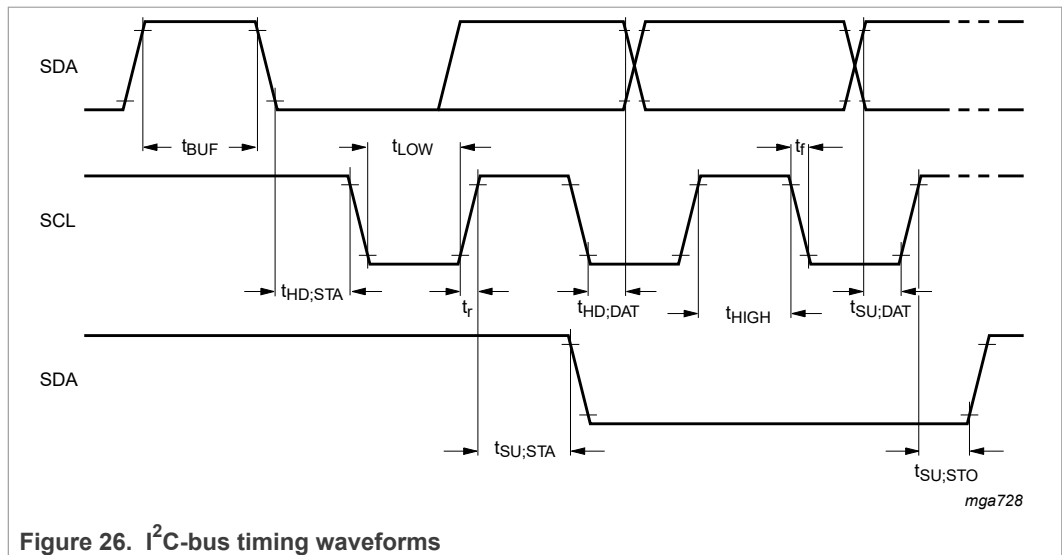 SDA
tBUF
tLOW
tf
SCL
tHD;STA
tr
tHD;DAT
tHIGH
tSU;DAT
SDA
tSU;STA
tSU;STO
mga728
Figure 26. I²C-bus timing waveforms